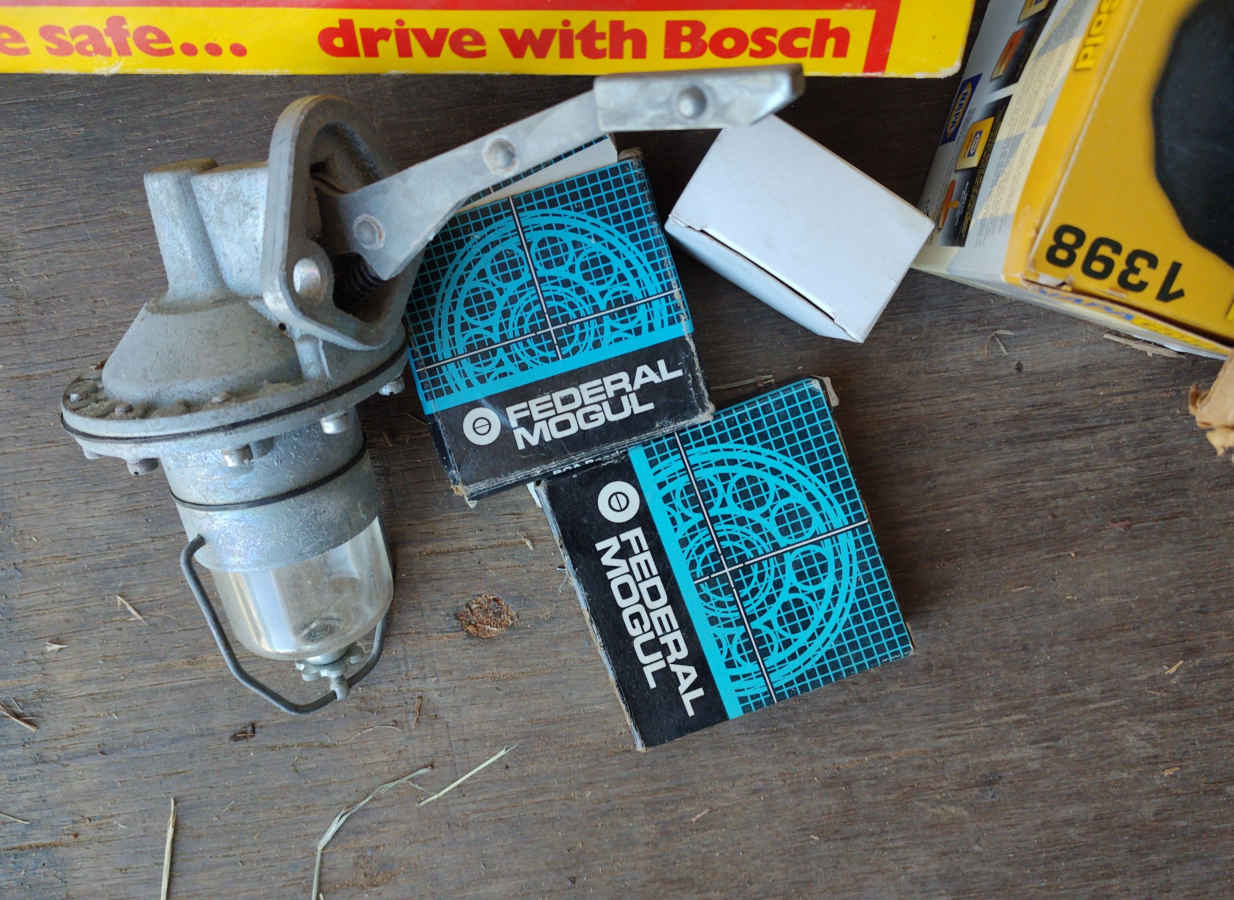 e safe... drive with Bosch
FEDERAL
MOGUL
FEDERAL
MOGUL
1398